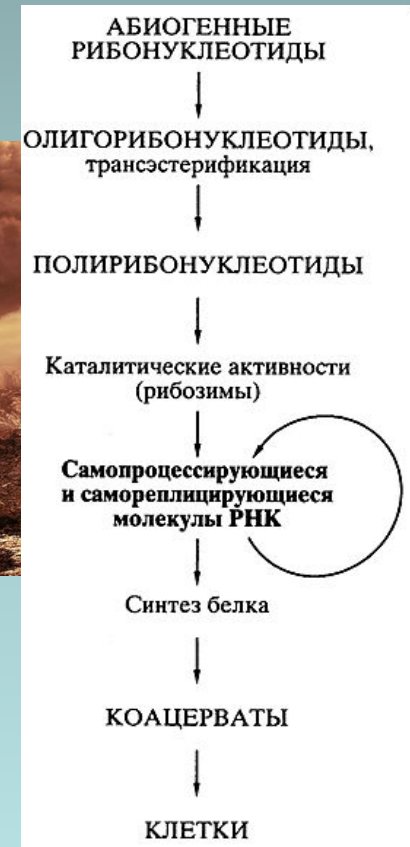 АБИОГЕННЫЕ
РИБОНУКЛЕОТИДЫ
ОЛИГОРИБОНУКЛЕОТИДЫ,
трансэстерификация
ПОЛИРИБОНУКЛЕОТИДЫ
Каталитические активности
(рибозимы)
Самопроцессирующиеся
и самореплицирующиеся
молекулы РНК
Синтез белка
КОАЦЕРВАТЫ
КЛЕТКИ